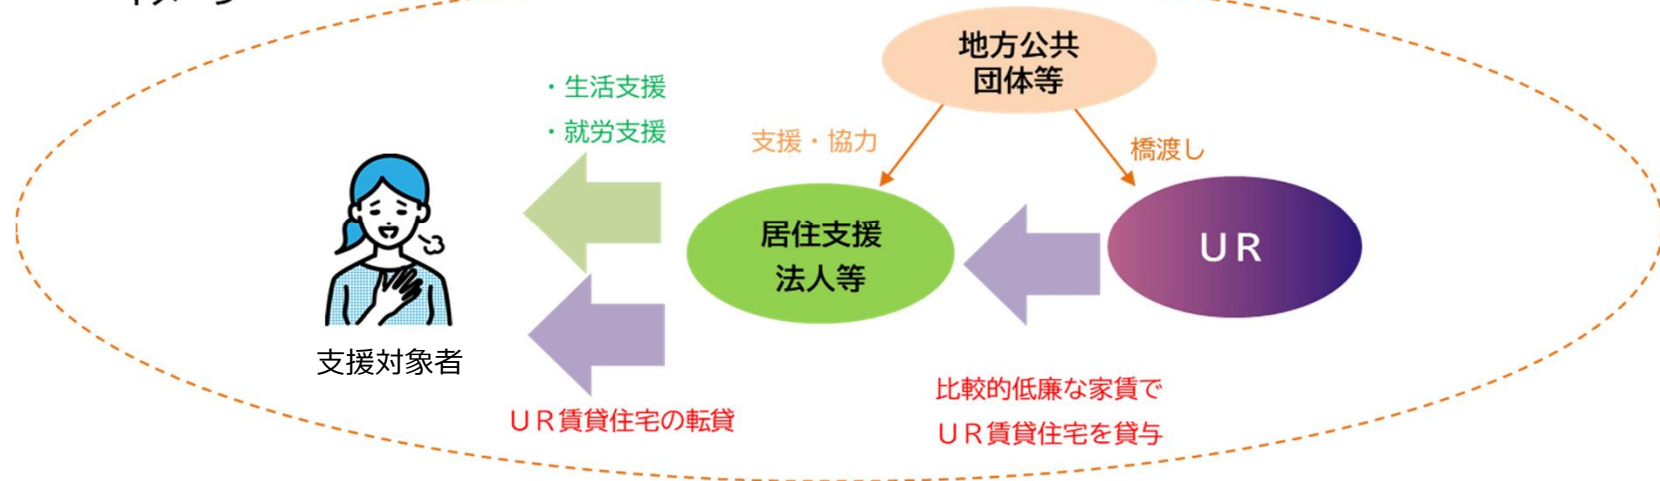 地方公共
団体等
・生活支援
・就労支援
支援・協力
橋渡し
居住支援
法人等
ＵＲ
支援対象者
ＵＲ賃貸住宅の転貸
比較的低廉な家賃で
ＵＲ賃貸住宅を貸与